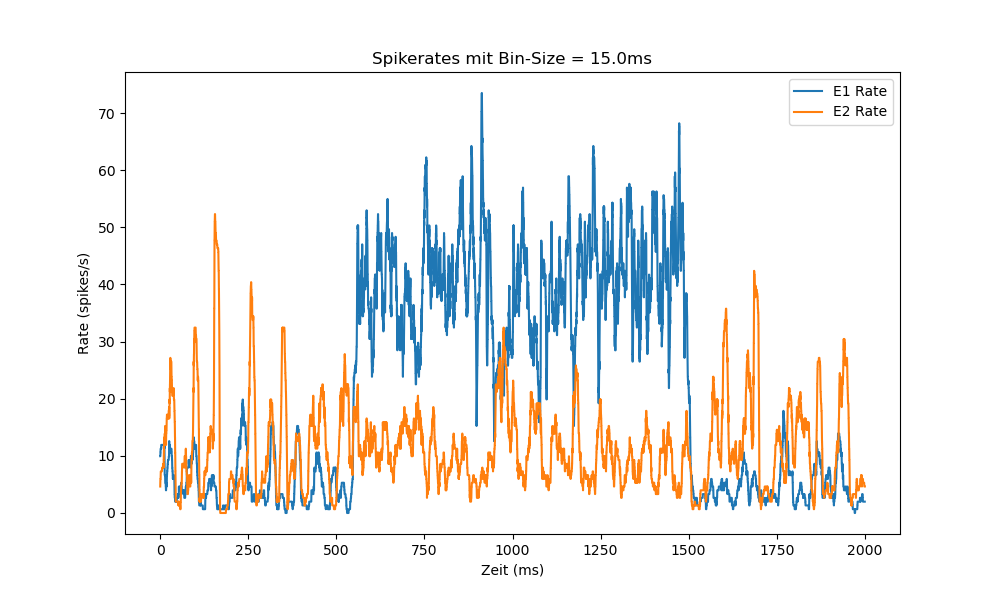 Spikerates mit Bin-Size = 15.0ms
E1 Rate
E2 Rate
Rate (spikes/s)
70
60
50
40
30
20
10
0
0 250 500 750 1000 1250 1500 1750 2000
Zeit (ms)